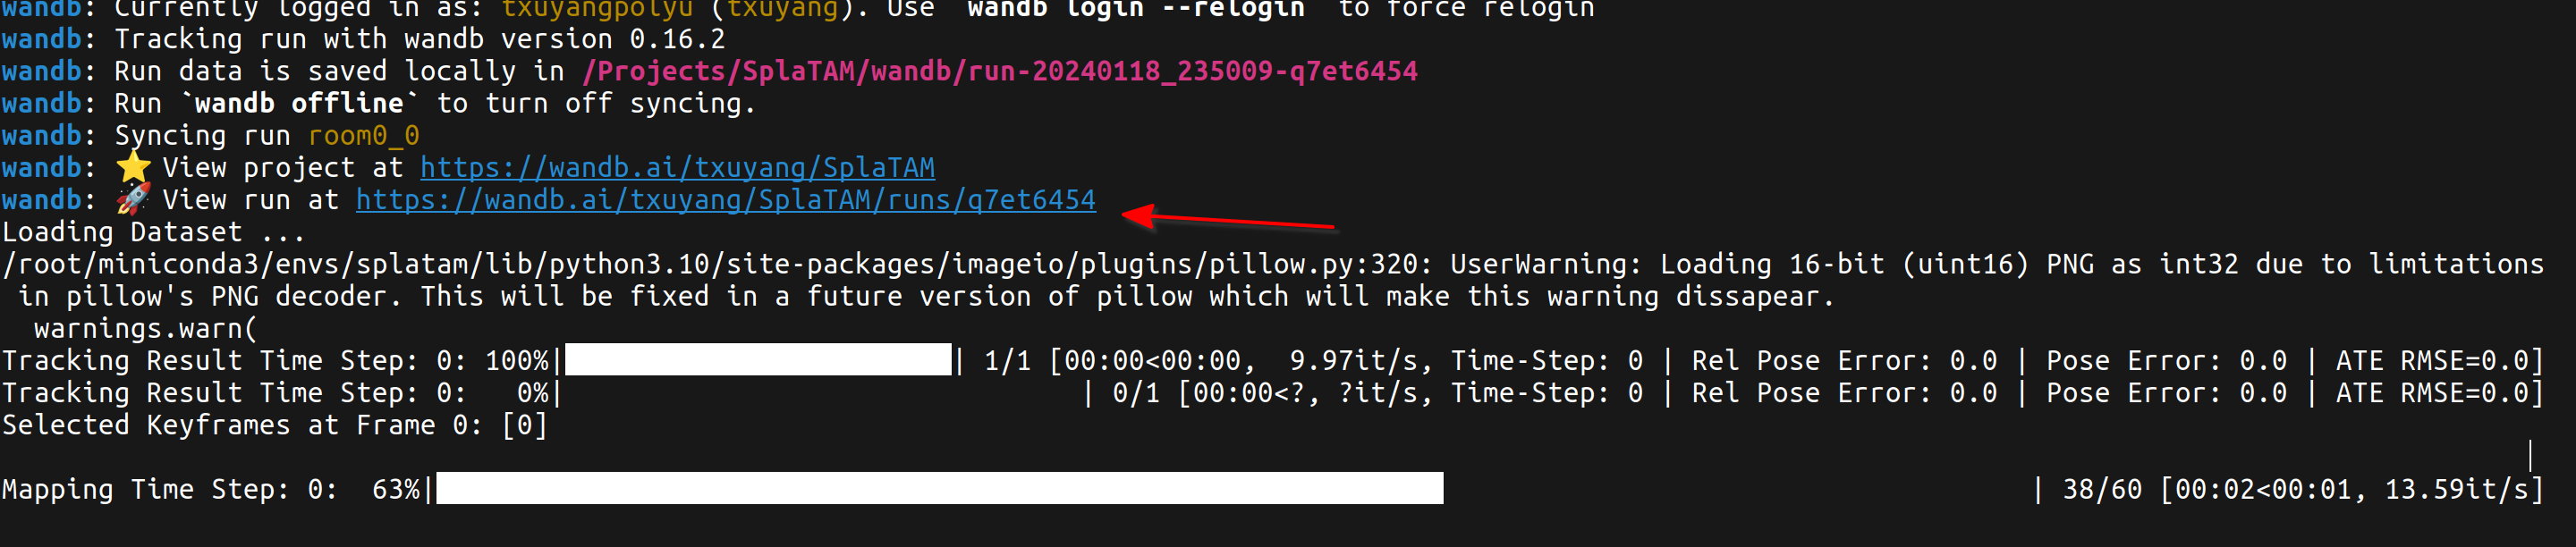 wandb: Currently logged in as: txuyangpolyu (txuyang). Use `wandb login --relogin` to force relogin
wandb: Tracking run with wandb version 0.16.2
wandb: Run data is saved locally in /Projects/SplaTAM/wandb/run-20240118_235009-q7et6454
wandb: Run `wandb offline` to turn off syncing.
wandb: Syncing run room0_0
wandb: ⭐ View project at https://wandb.ai/txuyang/SplaTAM
wandb: 🚀 View run at https://wandb.ai/txuyang/SplaTAM/runs/q7et6454
Loading Dataset ...
/root/miniconda3/envs/splatam/lib/python3.10/site-packages/imageio/plugins/pillow.py:320: UserWarning: Loading 16-bit (uint16) PNG as int32 due to limitations
 in pillow's PNG decoder. This will be fixed in a future version of pillow which will make this warning dissapear.
  warnings.warn(
Tracking Result Time Step: 0: 100%|████████████████████████| 1/1 [00:00<00:00,  9.97it/s, Time-Step: 0 | Rel Pose Error: 0.0 | Pose Error: 0.0 | ATE RMSE=0.0]
Tracking Result Time Step: 0:   0%|                                | 0/1 [00:00<?, ?it/s, Time-Step: 0 | Rel Pose Error: 0.0 | Pose Error: 0.0 | ATE RMSE=0.0]
Selected Keyframes at Frame 0: [0]
Mapping Time Step: 0:  63%|███████████████████████████████| 38/60 [00:02<00:01, 13.59it/s]